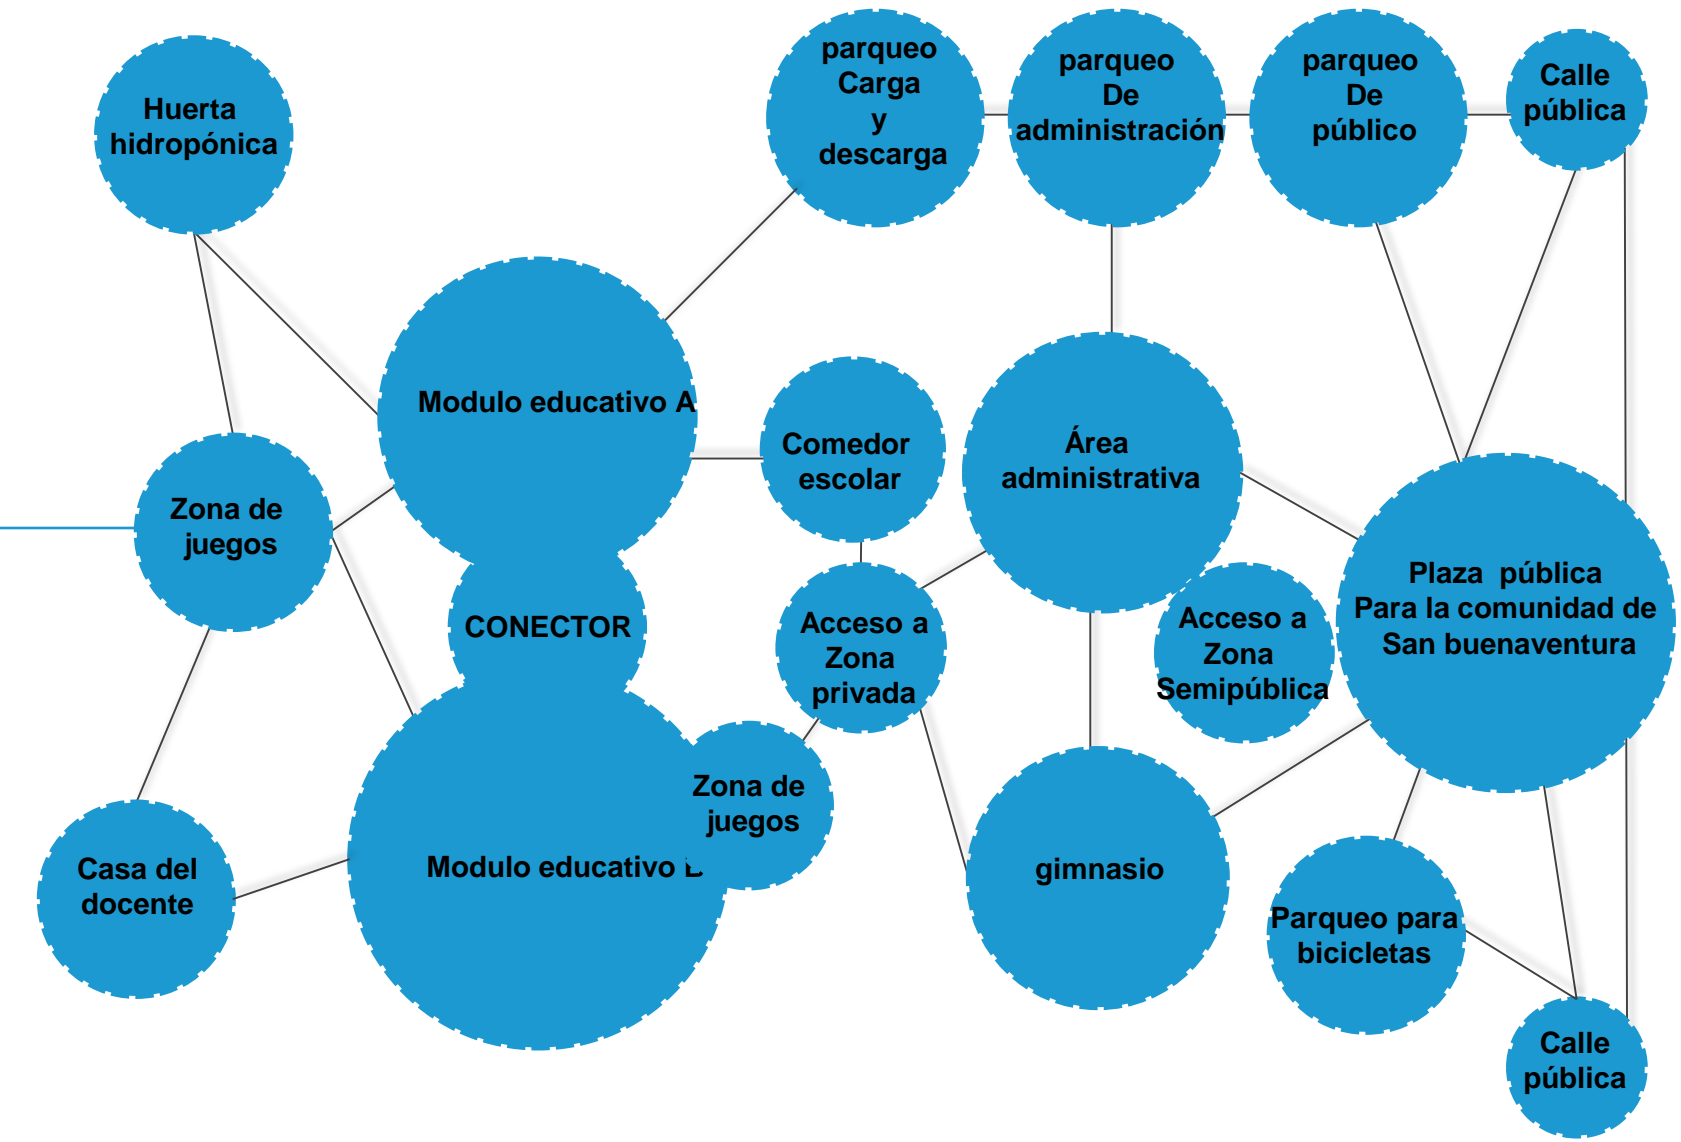 parqueo
Carga
y
descarga
parqueo
De
administración
parqueo
De
público
Calle
pública
Huerta
hidropónica
Modulo educativo A
Comedor
escolar
Área
administrativa
Zona de
juegos
CONECTOR
Acceso a
Zona
privada
Acceso a
Zona
Semipública
Plaza  pública
Para la comunidad de
San buenaventura
Zona de
juegos
Modulo educativo
Casa del
docente
gimnasio
Parqueo para
bicicletas
Calle
pública